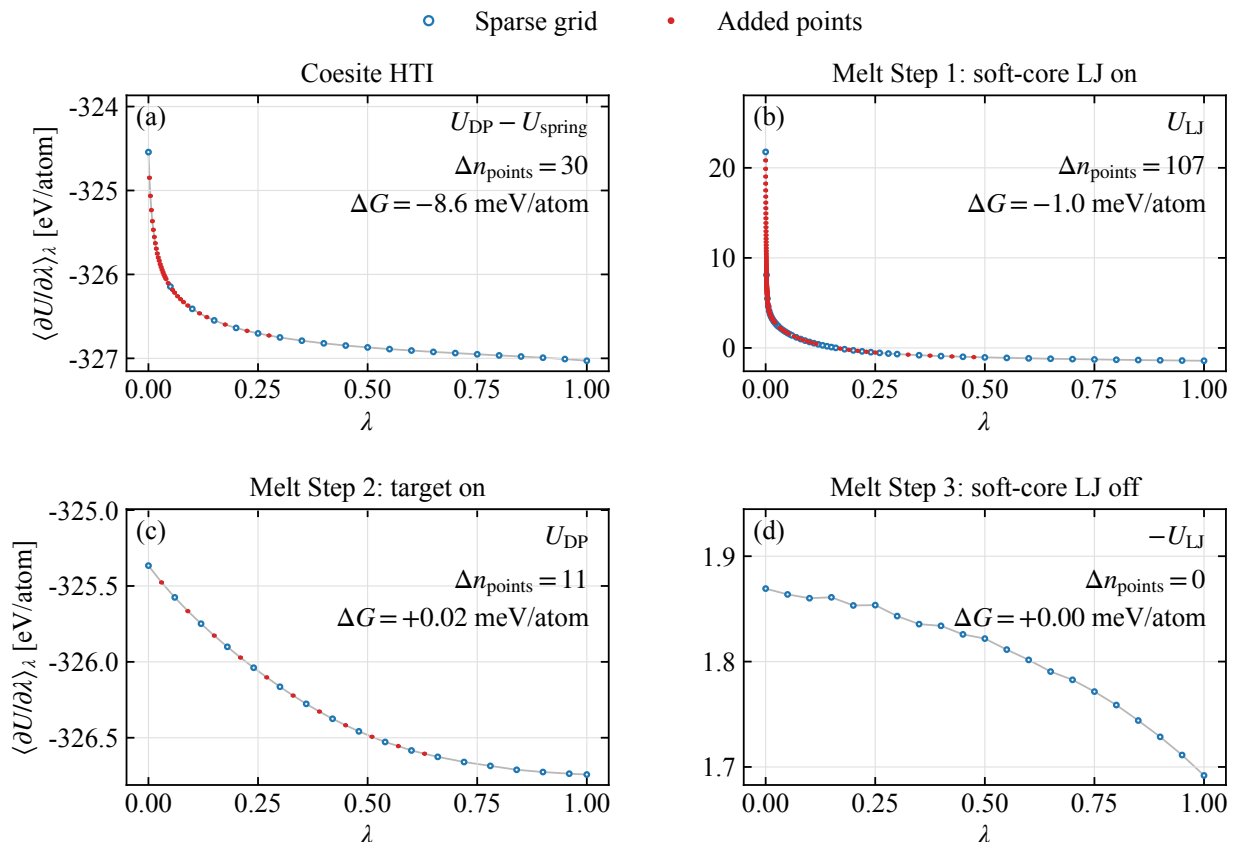 Sparse grid
Added points
Coesite HTI
(a)
U_DP − U_spring
Δn_points = 30
ΔG = −8.6 meV/atom
-324
-325
-326
-327
⟨∂U/∂λ⟩_λ [eV/atom]
0.00 0.25 0.50 0.75 1.00
λ
Melt Step 1: soft-core LJ on
(b)
U_LJ
Δn_points = 107
ΔG = −1.0 meV/atom
20
10
0
0.00 0.25 0.50 0.75 1.00
λ
Melt Step 2: target on
(c)
U_DP
Δn_points = 11
ΔG = +0.02 meV/atom
-325.0
-325.5
-326.0
-326.5
⟨∂U/∂λ⟩_λ [eV/atom]
0.00 0.25 0.50 0.75 1.00
λ
Melt Step 3: soft-core LJ off
(d)
−U_LJ
Δn_points = 0
ΔG = +0.00 meV/atom
1.9
1.8
1.7
0.00 0.25 0.50 0.75 1.00
λ